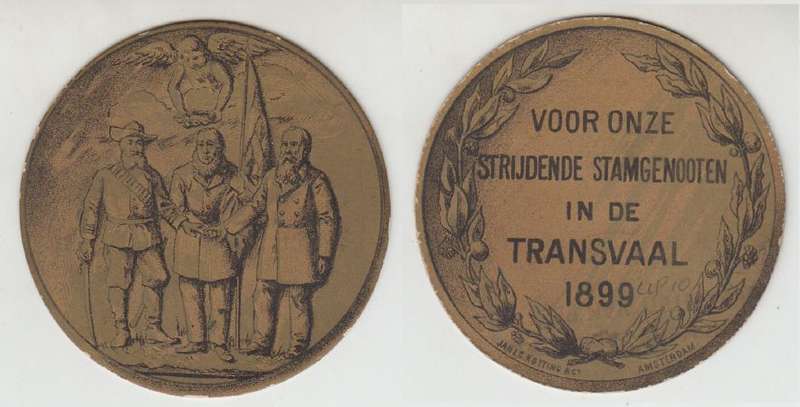 VOOR ONZE
STRIJDENDE STAMGENOOTEN
IN DE
TRANSVAAL
1899
AMSTERDAM